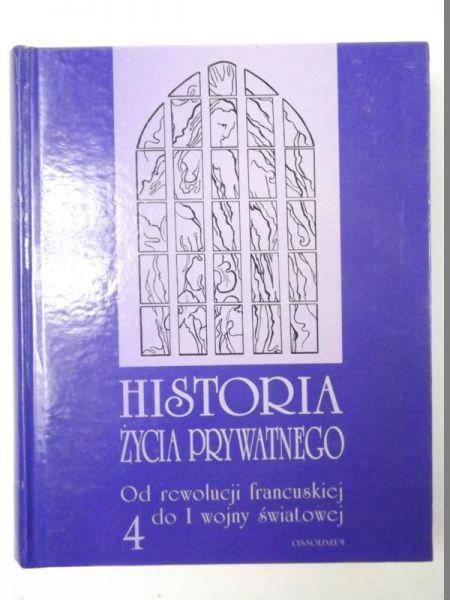 HISTORIA
ŻYCIA PRYWATNEGO
Od rewolucji francuskiej
4 do I wojny światowej
OSSOLINEUM